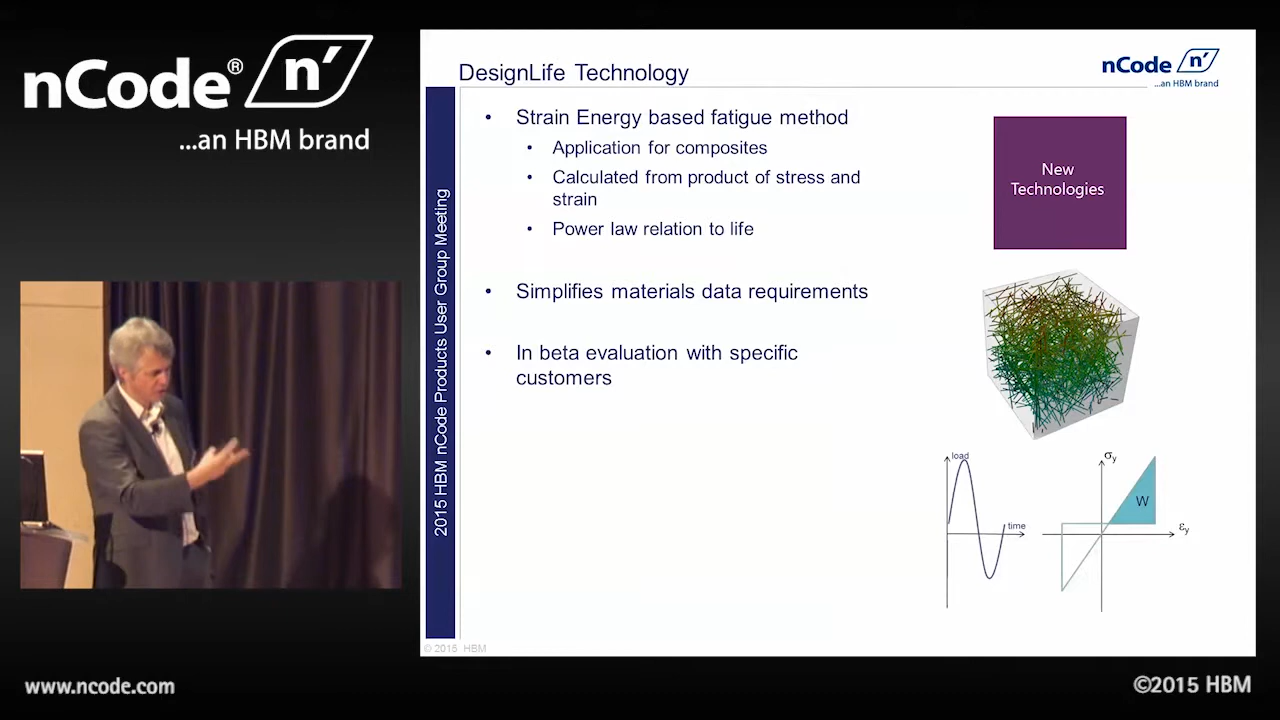 nCode® n′
...an HBM brand
DesignLife Technology
nCode n′
...an HBM brand
2015 HBM nCode Products User Group Meeting
• Strain Energy based fatigue method
• Application for composites
• Calculated from product of stress and
strain
• Power law relation to life
• Simplifies materials data requirements
• In beta evaluation with specific
customers
New
Technologies
load
time
σy
W
εy
© 2015 HBM
www.ncode.com
©2015 HBM